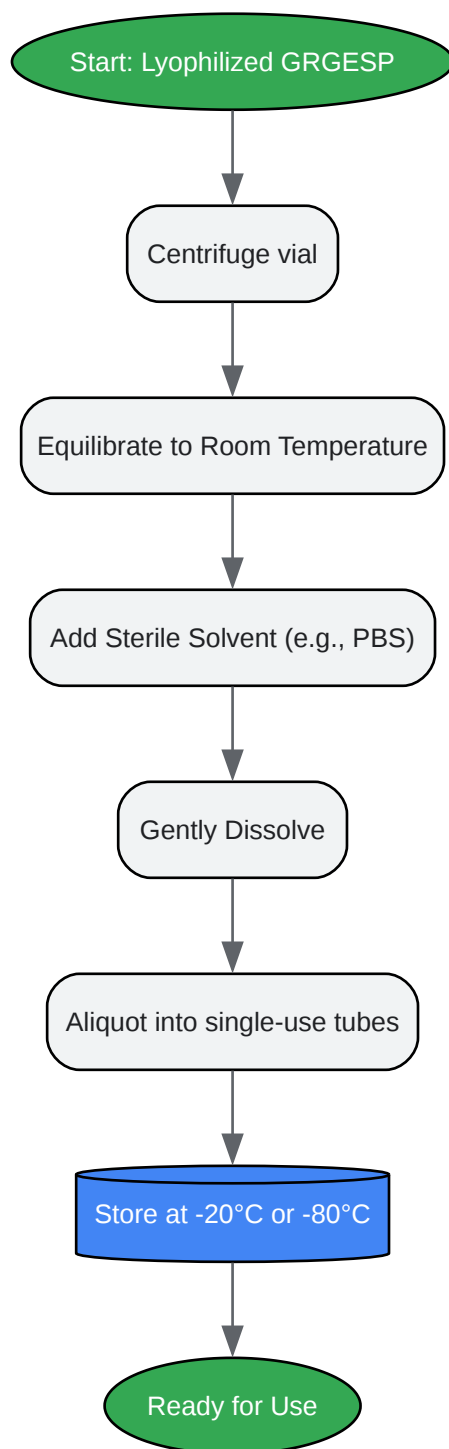 Start: Lyophilized GRGESP
Centrifuge vial
Equilibrate to Room Temperature
Add Sterile Solvent (e.g., PBS)
Gently Dissolve
Aliquot into single-use tubes
Store at -20°C or -80°C
Ready for Use